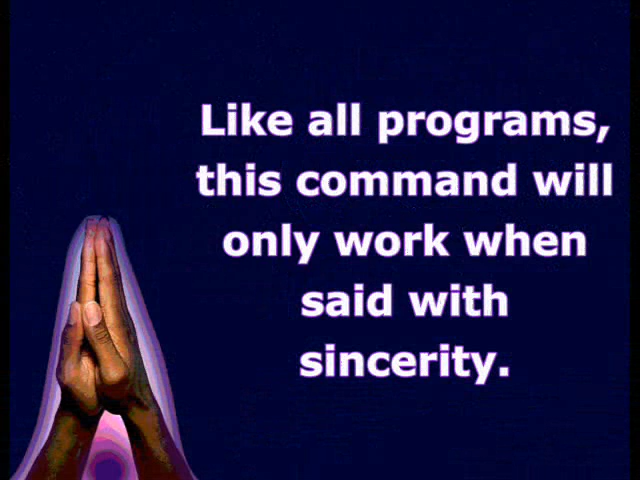 Like all programs,
this command will
only work when
said with
sincerity.